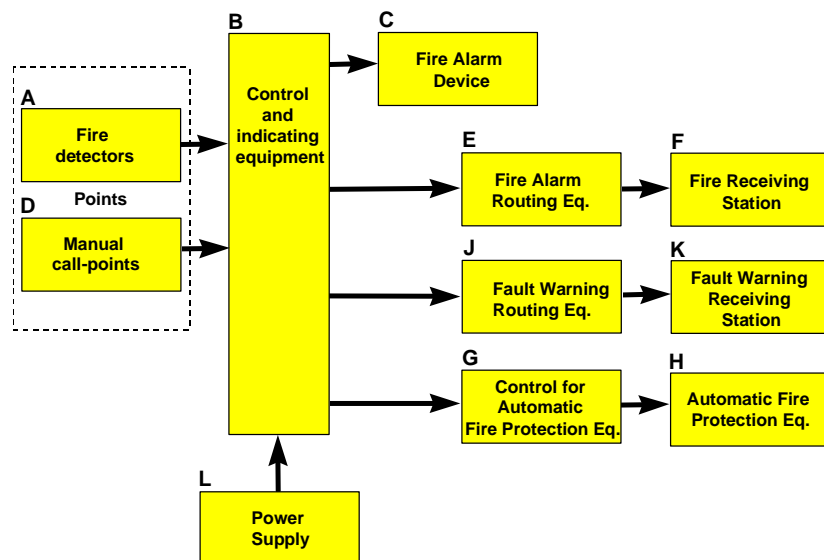 B
C
Fire Alarm
Device
A
Control
and
indicating
equipment
Fire
detectors
Points
D
Manual
call-points
E
Fire Alarm
Routing Eq.
F
Fire Receiving
Station
J
Fault Warning
Routing Eq.
K
Fault Warning
Receiving
Station
G
Control for
Automatic
Fire Protection Eq.
H
Automatic Fire
Protection Eq.
L
Power
Supply